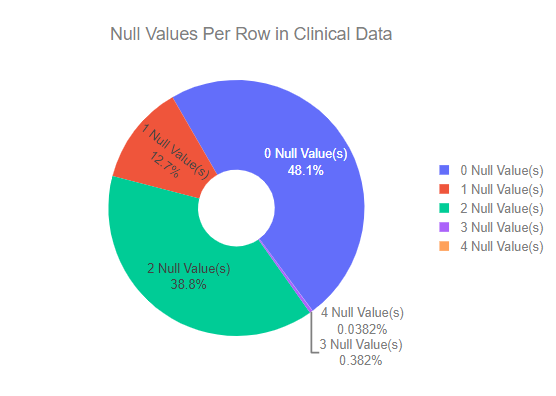 Null Values Per Row in Clinical Data
0 Null Value(s)
48.1%
1 Null Value(s)
12.7%
2 Null Value(s)
38.8%
4 Null Value(s)
0.0382%
3 Null Value(s)
0.382%
0 Null Value(s)
1 Null Value(s)
2 Null Value(s)
3 Null Value(s)
4 Null Value(s)